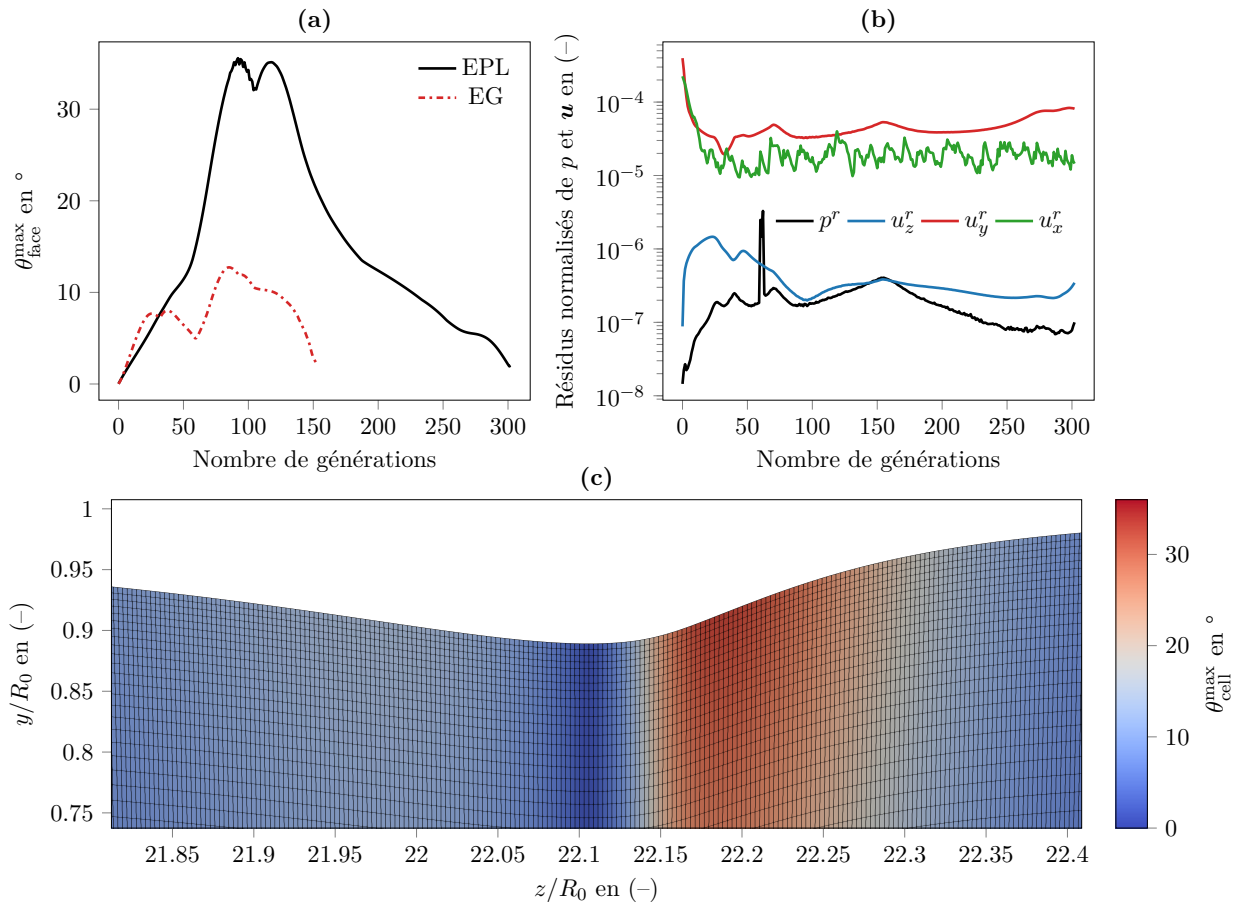 (a)
θ_face^max en °
30
20
10
0
EPL
EG
0 50 100 150 200 250 300
Nombre de générations
(b)
Résidus normalisés de p et u en (–)
10^−4
10^−5
10^−6
10^−7
10^−8
p^r u_z^r u_y^r u_x^r
0 50 100 150 200 250 300
Nombre de générations
(c)
y/R_0 en (–)
1
0.95
0.9
0.85
0.8
0.75
21.85 21.9 21.95 22 22.05 22.1 22.15 22.2 22.25 22.3 22.35 22.4
z/R_0 en (–)
30
20
10
0
θ_cell^max en °